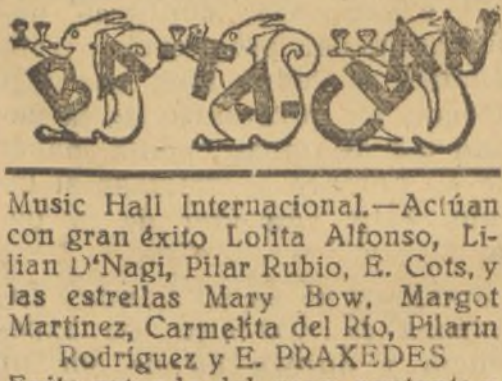 BA-TA-CLAN
Music Hall Internacional.—Actúan
con gran éxito Lolita Alfonso, Li-
lian D'Nagi, Pilar Rubio, E. Cots, y
las estrellas Mary Bow, Margot
Martínez, Carmelita del Río, Pilarín
Rodríguez y E. PRAXEDES